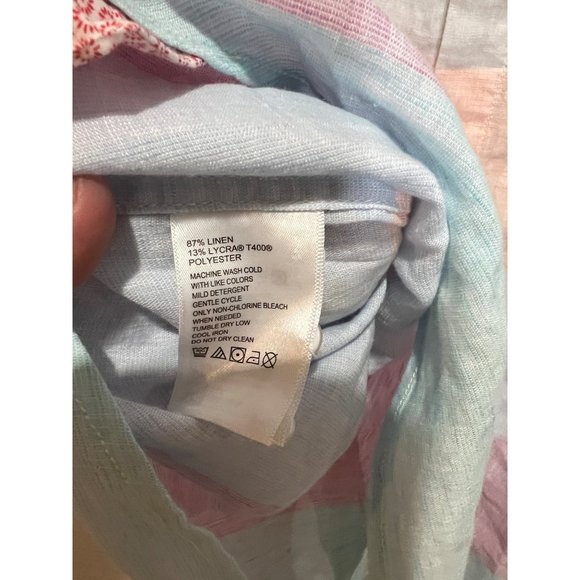 87% LINEN
13% LYCRA® T400®
POLYESTER
MACHINE WASH COLD
WITH LIKE COLORS
MILD DETERGENT
GENTLE CYCLE
ONLY NON-CHLORINE BLEACH
WHEN NEEDED
TUMBLE DRY LOW
COOL IRON
DO NOT DRY CLEAN